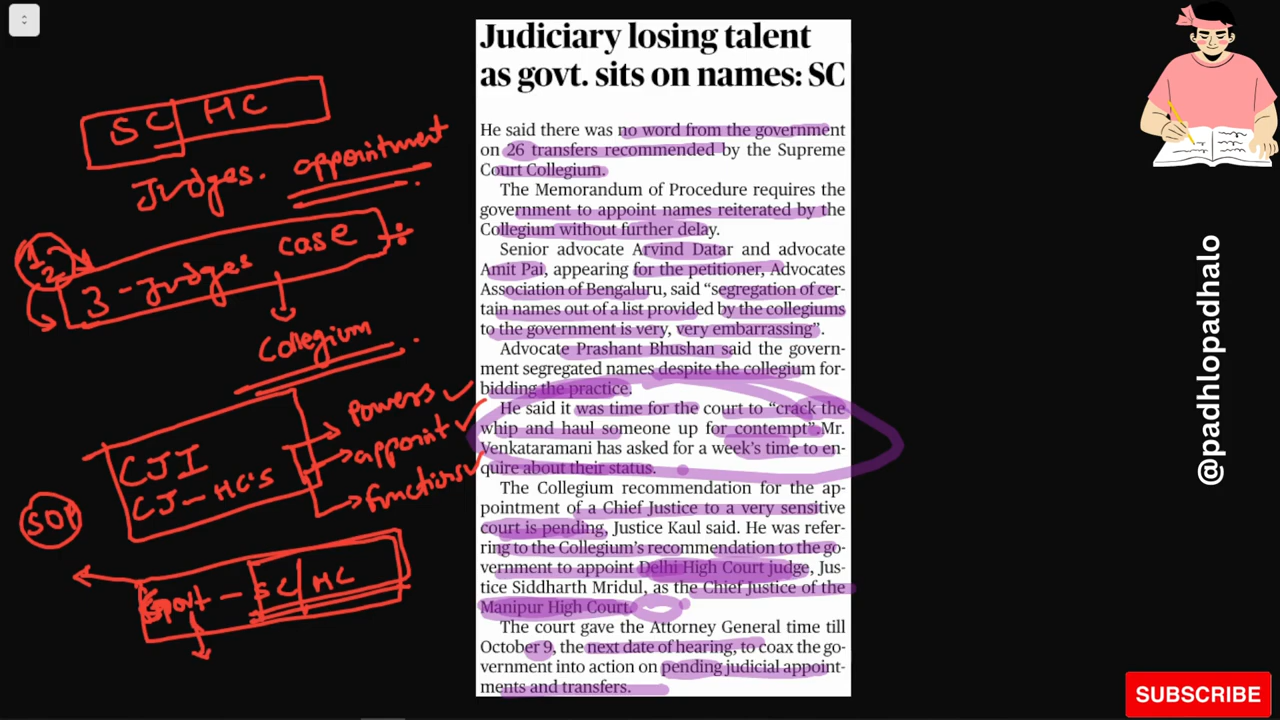 SC HC
Judges. appointment
1
2
3-Judges case
Collegium
Powers
appoint
functions
CJI
CJ-HC'S
SOP
Govt - SC/HC
Judiciary losing talent
as govt. sits on names: SC
He said there was no word from the government
on 26 transfers recommended by the Supreme
Court Collegium.
The Memorandum of Procedure requires the
government to appoint names reiterated by the
Collegium without further delay.
Senior advocate Arvind Datar and advocate
Amit Pai, appearing for the petitioner, Advocates
Association of Bengaluru, said “segregation of cer-
tain names out of a list provided by the collegiums
to the government is very, very embarrassing”.
Advocate Prashant Bhushan said the govern-
ment segregated names despite the collegium for-
bidding the practice.
He said it was time for the court to “crack the
whip and haul someone up for contempt”. Mr.
Venkataramani has asked for a week’s time to en-
quire about their status.
The Collegium recommendation for the ap-
pointment of a Chief Justice to a very sensitive
court is pending, Justice Kaul said. He was refer-
ring to the Collegium’s recommendation to the go-
vernment to appoint Delhi High Court judge, Jus-
tice Siddharth Mridul, as the Chief Justice of the
Manipur High Court.
The court gave the Attorney General time till
October 9, the next date of hearing, to coax the go-
vernment into action on pending judicial appoint-
ments and transfers.
@padhlopadhalo
SUBSCRIBE